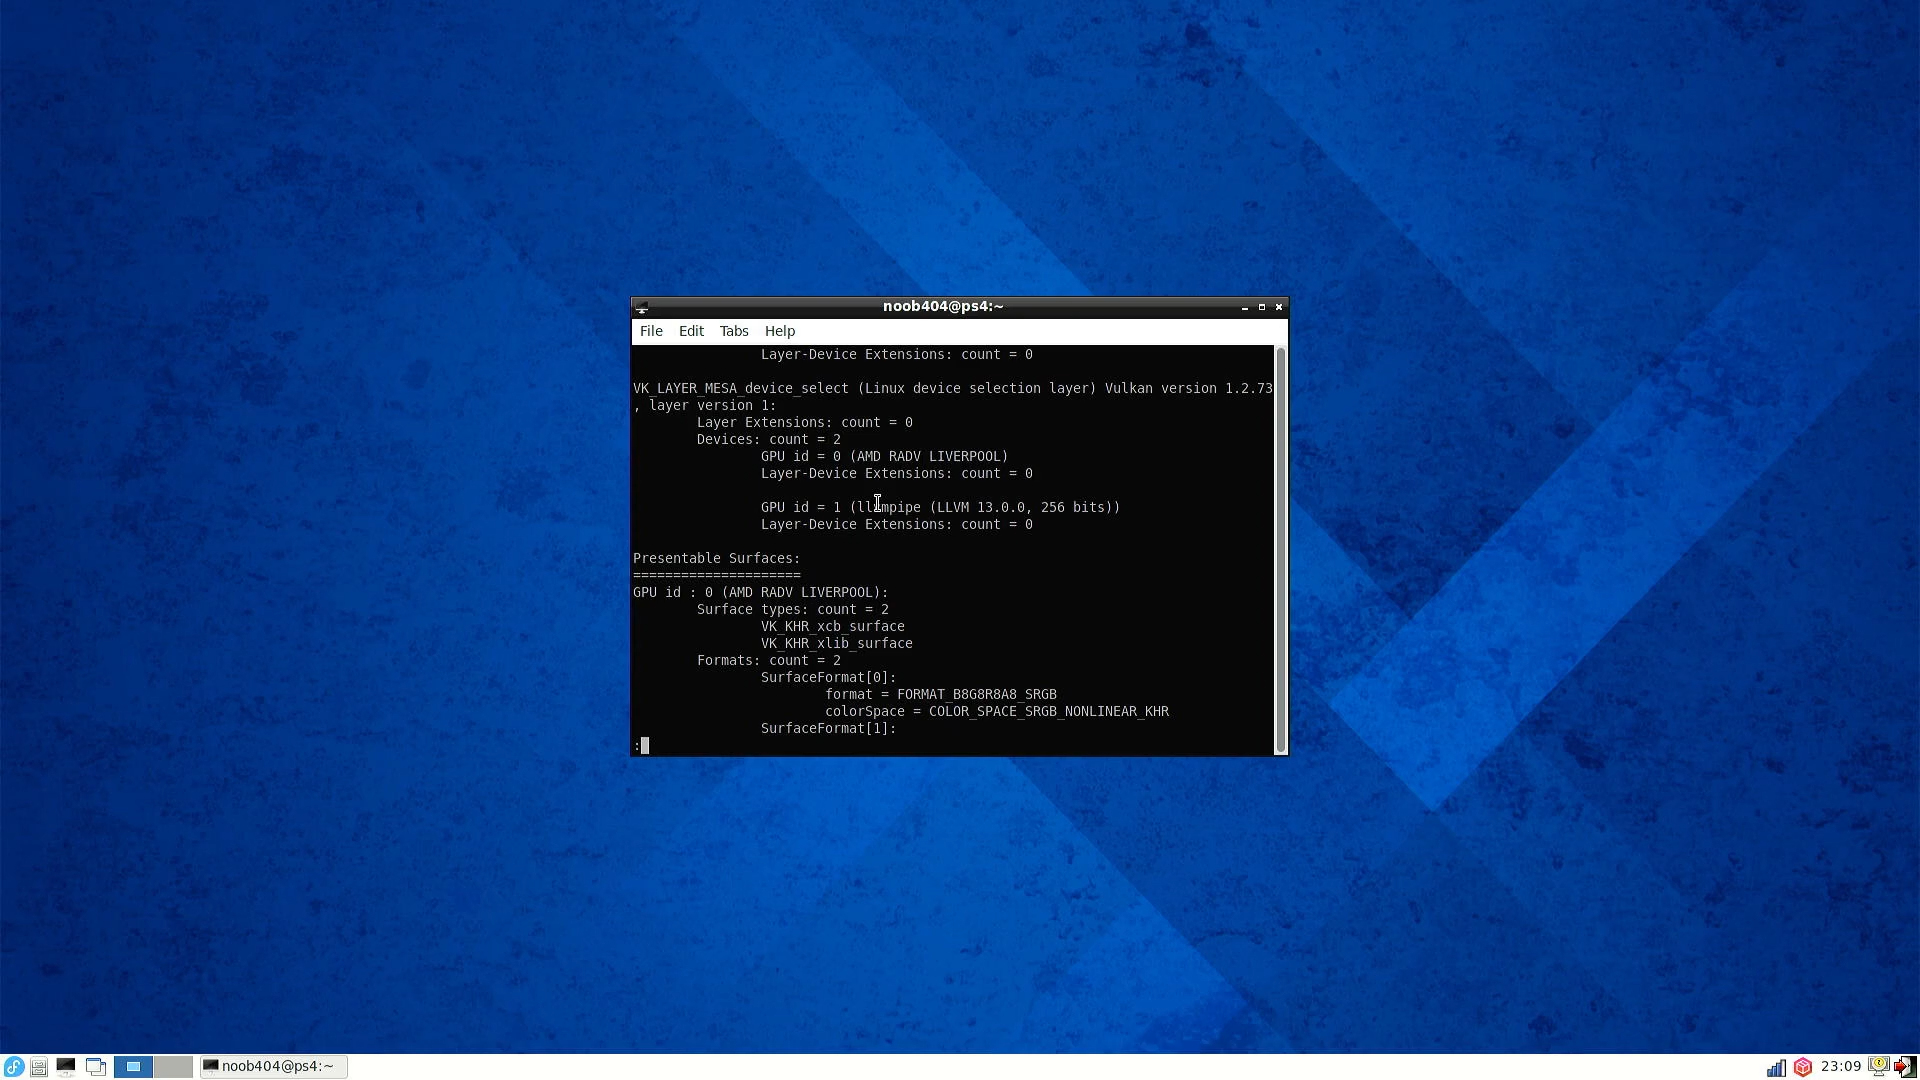 noob404@ps4:~
File Edit Tabs Help
Layer-Device Extensions: count = 0
VK_LAYER_MESA_device_select (Linux device selection layer) Vulkan version 1.2.73
, layer version 1:
Layer Extensions: count = 0
Devices: count = 2
GPU id = 0 (AMD RADV LIVERPOOL)
Layer-Device Extensions: count = 0
GPU id = 1 (llvmpipe (LLVM 13.0.0, 256 bits))
Layer-Device Extensions: count = 0
Presentable Surfaces:
=====================
GPU id : 0 (AMD RADV LIVERPOOL):
Surface types: count = 2
VK_KHR_xcb_surface
VK_KHR_xlib_surface
Formats: count = 2
SurfaceFormat[0]:
format = FORMAT_B8G8R8A8_SRGB
colorSpace = COLOR_SPACE_SRGB_NONLINEAR_KHR
SurfaceFormat[1]:
:
noob404@ps4:~ 23:09